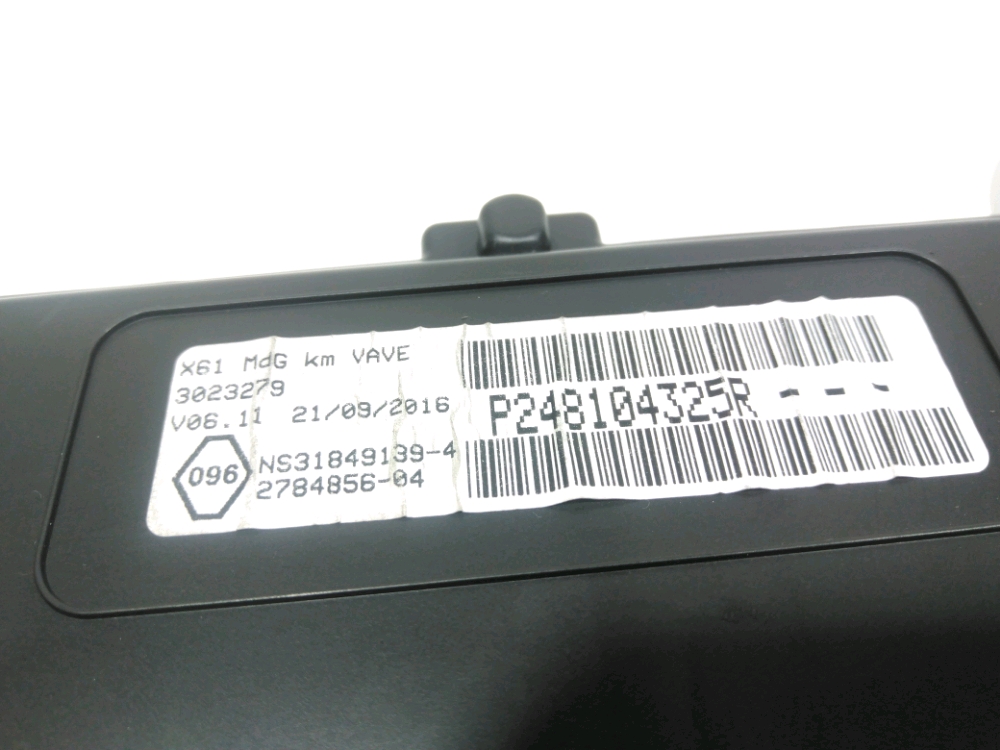 X61 MdG km VAVE
3023279
V06.11 21/09/2016
096
NS31849139-4
2784856-04
P248104325R - - -